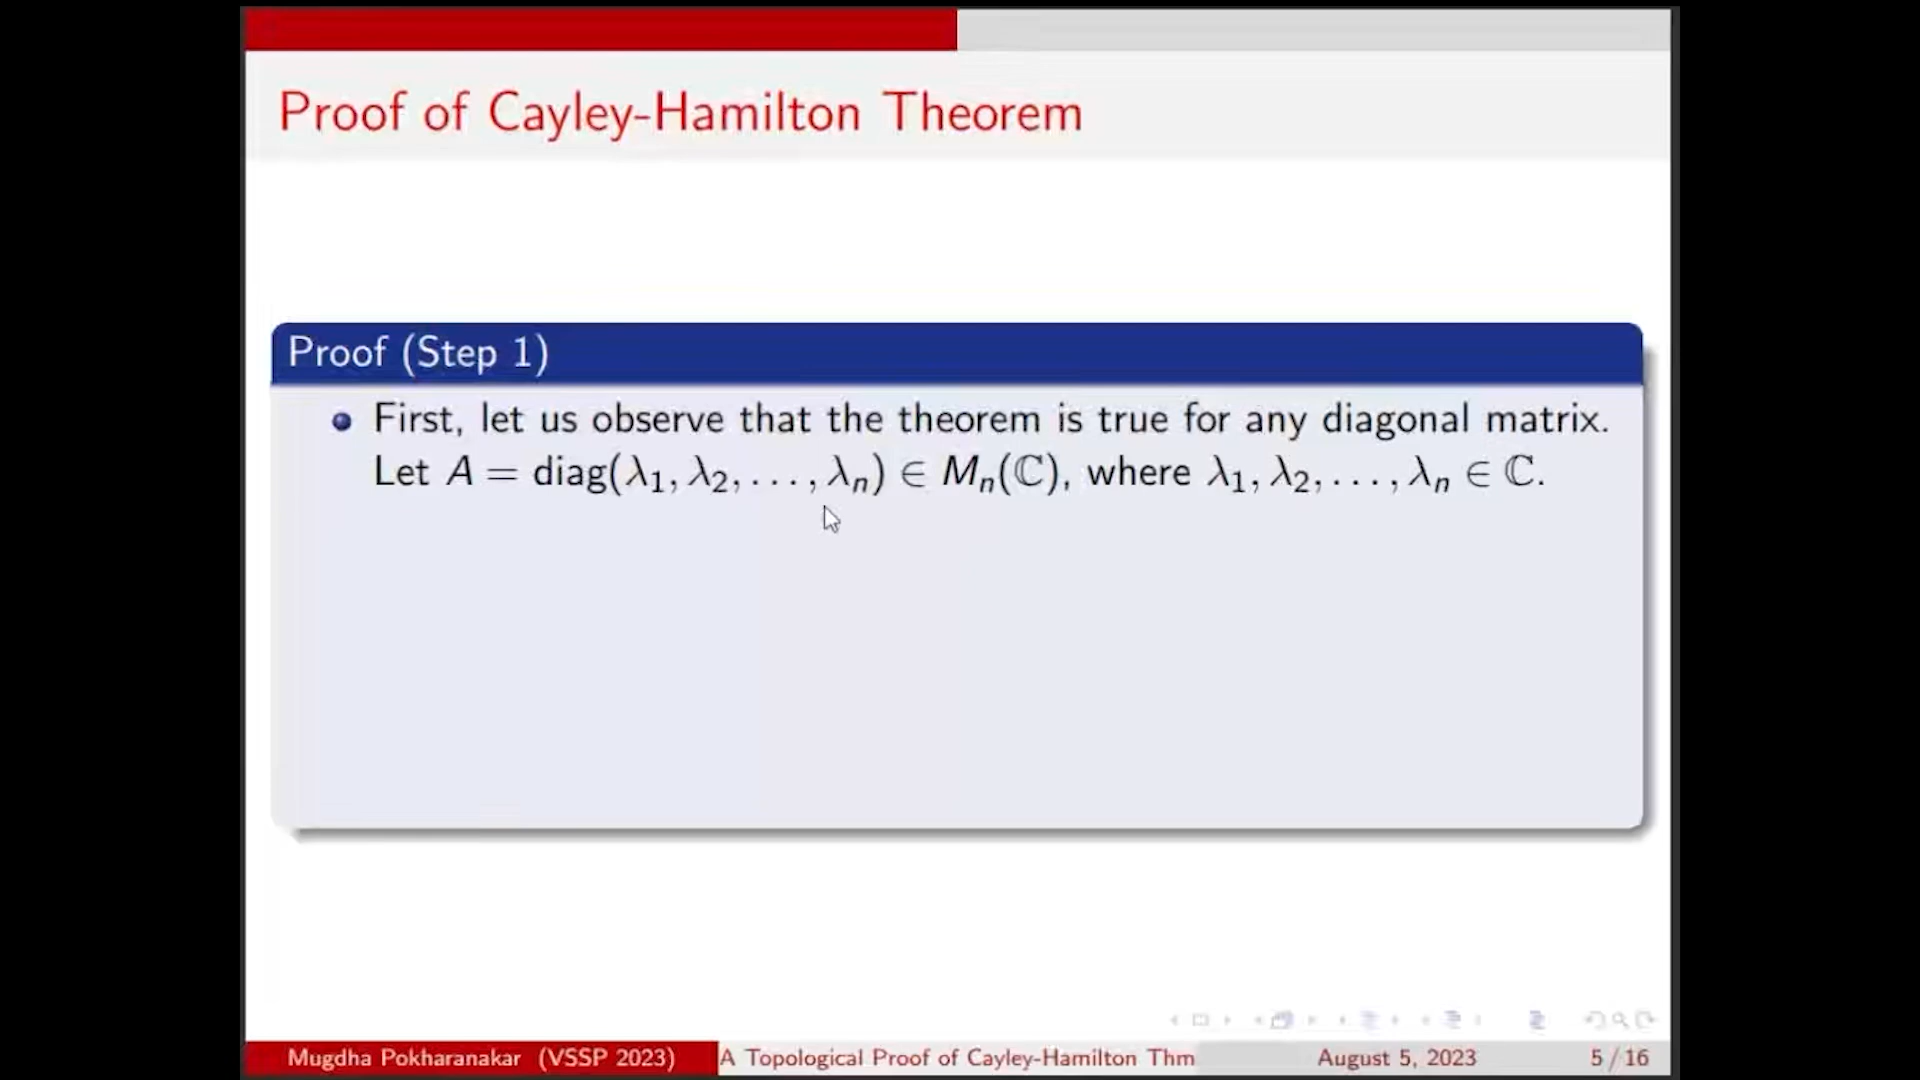 Proof of Cayley-Hamilton Theorem
Proof (Step 1)
First, let us observe that the theorem is true for any diagonal matrix.
Let A = diag(λ₁, λ₂, . . . , λₙ) ∈ Mₙ(ℂ), where λ₁, λ₂, . . . , λₙ ∈ ℂ.
Mugdha Pokharanakar (VSSP 2023) A Topological Proof of Cayley-Hamilton Thm August 5, 2023 5 / 16